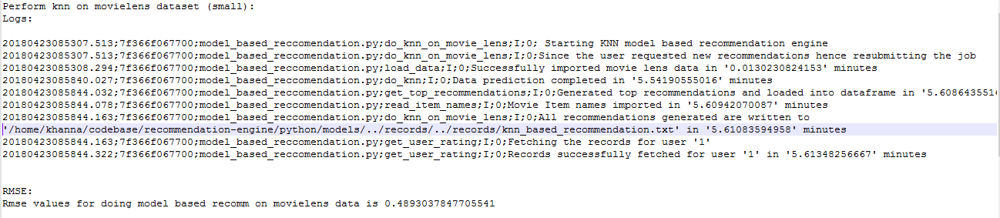 Perform knn on movielens dataset (small):
Logs:
20180423085307.513;7f366f067700;model_based_reccomendation.py;do_knn_on_movie_lens;I;0; Starting KNN model based recommendation engine
20180423085307.513;7f366f067700;model_based_reccomendation.py;do_knn_on_movie_lens;I;0;Since the user requested new recommendations hence resubmitting the job
20180423085308.294;7f366f067700;model_based_reccomendation.py;load_data;I;0;Successfully imported movie lens data in '0.0130230824153' minutes
20180423085840.027;7f366f067700;model_based_reccomendation.py;do_knn;I;0;Data prediction completed in '5.54190555016' minutes
20180423085844.032;7f366f067700;model_based_reccomendation.py;get_top_recommendations;I;0;Generated top recommendations and loaded into dataframe in '5.608643551
20180423085844.078;7f366f067700;model_based_reccomendation.py;read_item_names;I;0;Movie Item names imported in '5.60942070087' minutes
20180423085844.163;7f366f067700;model_based_reccomendation.py;do_knn_on_movie_lens;I;0;All recommendations generated are written to
'/home/khanna/codebase/recommendation-engine/python/models/../records/../records/knn_based_recommendation.txt' in '5.61083594958' minutes
20180423085844.163;7f366f067700;model_based_reccomendation.py;get_user_rating;I;0;Fetching the records for user '1'
20180423085844.322;7f366f067700;model_based_reccomendation.py;get_user_rating;I;0;Records successfully fetched for user '1' in '5.61348256667' minutes
RMSE:
Rmse values for doing model based recomm on movielens data is 0.4893037847705541